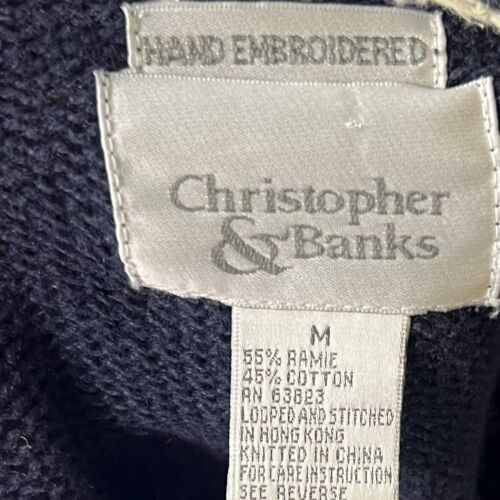 HAND EMBROIDERED
Christopher
& Banks
M
55% RAMIE
45% COTTON
RN 63823
LOOPED AND STITCHED
IN HONG KONG
KNITTED IN CHINA
FOR CARE INSTRUCTION
SEE REVERSE